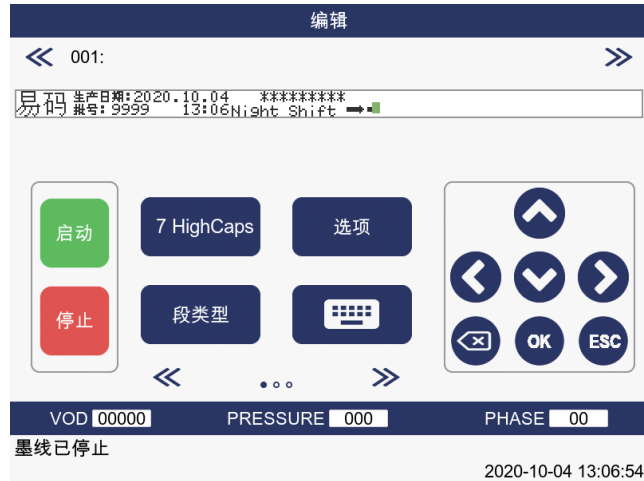 编辑
001:
易码 生产日期:2020.10.04 *********
批号: 9999 13:06Night Shift
启动
7 HighCaps
选项
停止
段类型
OK
ESC
VOD 00000 PRESSURE 000 PHASE 00
墨线已停止
2020-10-04 13:06:54